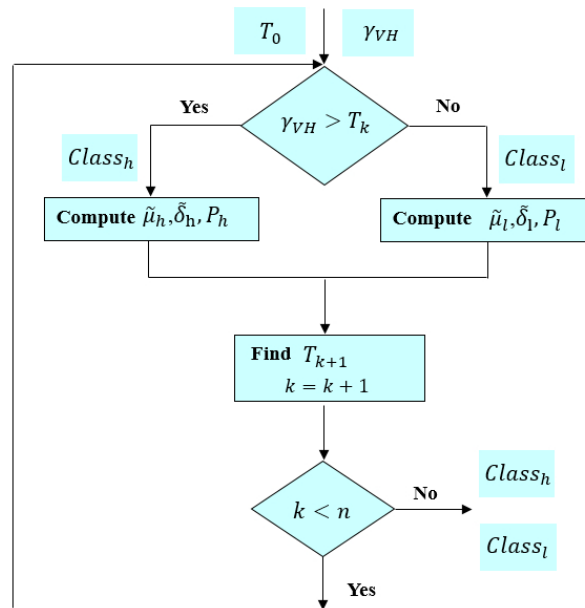 T₀ γ_VH
γ_VH > T_k
Yes
No
Class_h
Class_l
Compute μ̃_h,δ̃_h,P_h
Compute μ̃_l,δ̃_l,P_l
Find T_{k+1}
k = k + 1
k < n
No
Class_h
Class_l
Yes